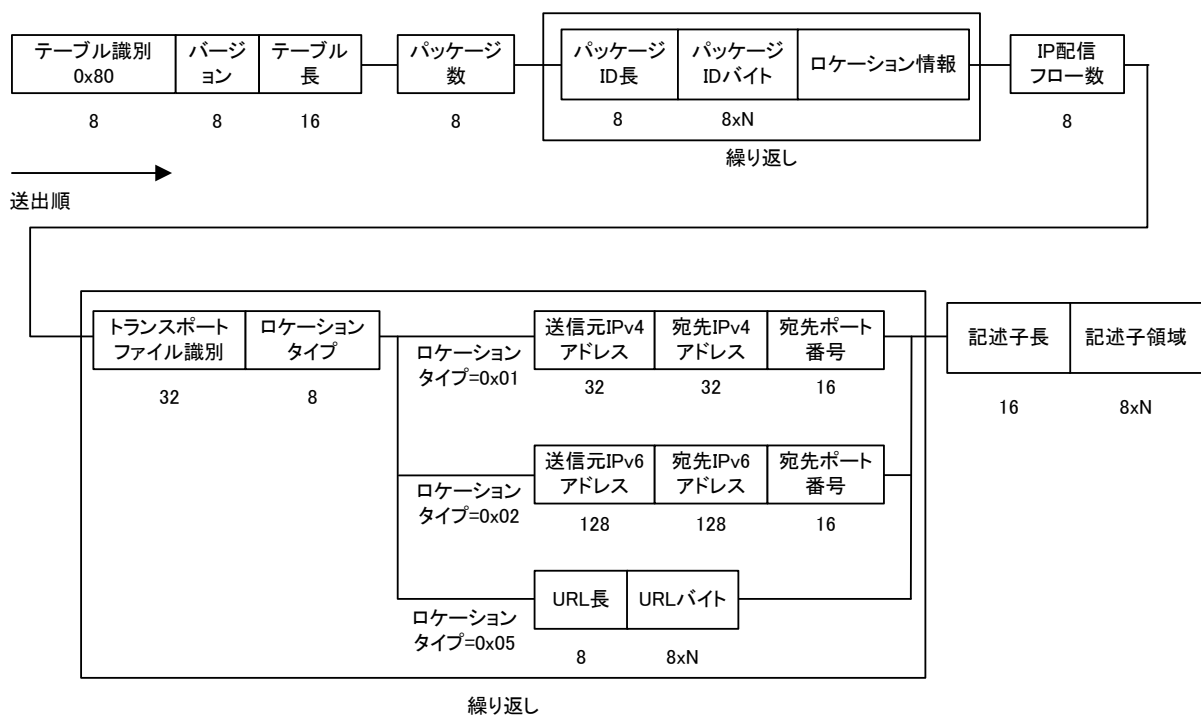 テーブル識別
0x80
バージ
ョン
テーブル
長
パッケージ
数
パッケージ
ID長
パッケージ
IDバイト
ロケーション情報
IP配信
フロー数
8
8
16
8
8
8xN
8
繰り返し
送出順
トランスポート
ファイル識別
ロケーション
タイプ
32
8
ロケーション
タイプ=0x01
送信元IPv4
アドレス
宛先IPv4
アドレス
宛先ポート
番号
32
32
16
記述子長
記述子領域
16
8xN
ロケーション
タイプ=0x02
送信元IPv6
アドレス
宛先IPv6
アドレス
宛先ポート
番号
128
128
16
ロケーション
タイプ=0x05
URL長
URLバイト
8
8xN
繰り返し